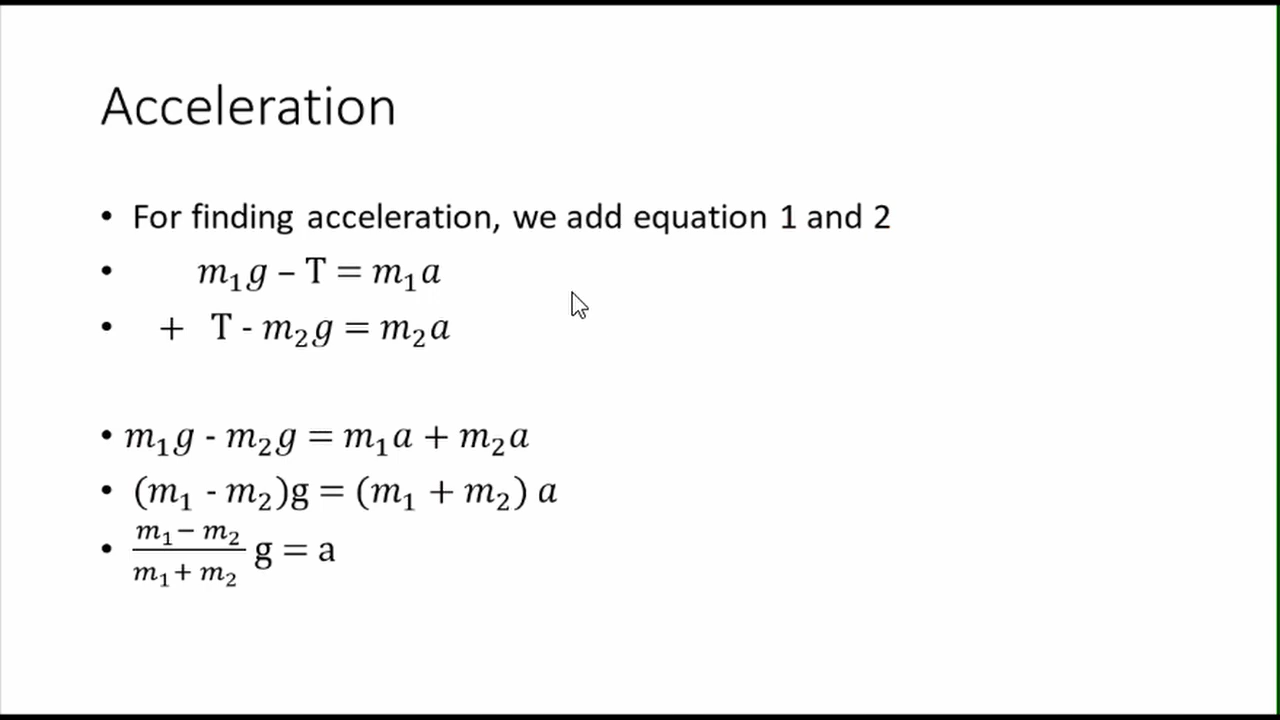 Acceleration
• For finding acceleration, we add equation 1 and 2
• m₁g – T = m₁a
• + T - m₂g = m₂a
• m₁g - m₂g = m₁a + m₂a
• (m₁ - m₂)g = (m₁ + m₂) a
• (m₁− m₂)/(m₁+ m₂) g = a